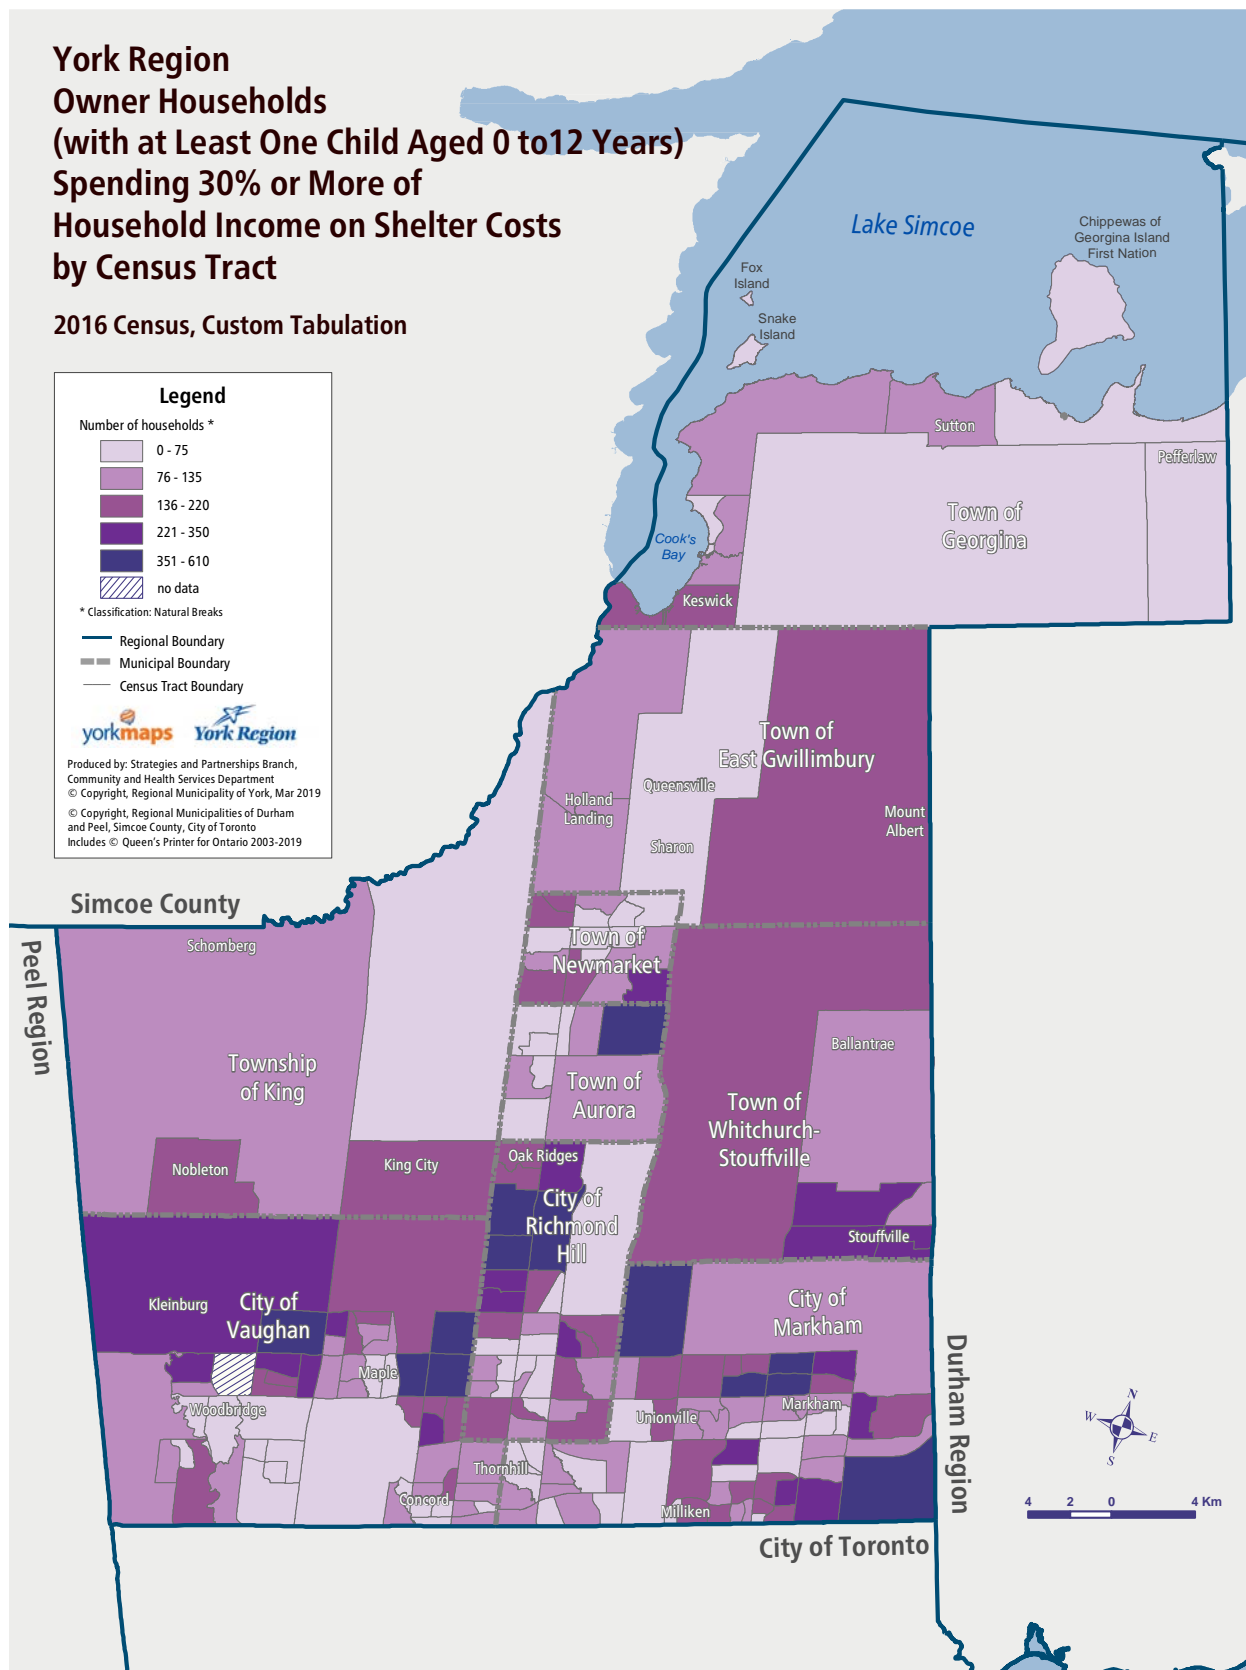 York Region
Owner Households
(with at Least One Child Aged 0 to12 Years)
Spending 30% or More of
Household Income on Shelter Costs
by Census Tract
2016 Census, Custom Tabulation
Legend
Number of households *
0 - 75
76 - 135
136 - 220
221 - 350
351 - 610
no data
* Classification: Natural Breaks
Regional Boundary
Municipal Boundary
Census Tract Boundary
yorkmaps
York Region
Produced by: Strategies and Partnerships Branch,
Community and Health Services Department
© Copyright, Regional Municipality of York, Mar 2019
© Copyright, Regional Municipalities of Durham
and Peel, Simcoe County, City of Toronto
Includes © Queen's Printer for Ontario 2003-2019
Lake Simcoe
Chippewas of
Georgina Island
First Nation
Fox
Island
Snake
Island
Sutton
Pefferlaw
Town of
Georgina
Cook's
Bay
Keswick
Town of
East Gwillimbury
Queensville
Holland
Landing
Mount
Albert
Sharon
Simcoe County
Peel Region
Schomberg
Town of
Newmarket
Ballantrae
Township
of King
Town of
Aurora
Town of
Whitchurch-
Stouffville
Nobleton
King City
Oak Ridges
City of
Richmond
Hill
Stouffville
Kleinburg
City of
Vaughan
City of
Markham
Maple
Woodbridge
Unionville
Markham
Thornhill
Concord
Milliken
Durham Region
N
W
E
S
4
2
0
4 Km
City of Toronto